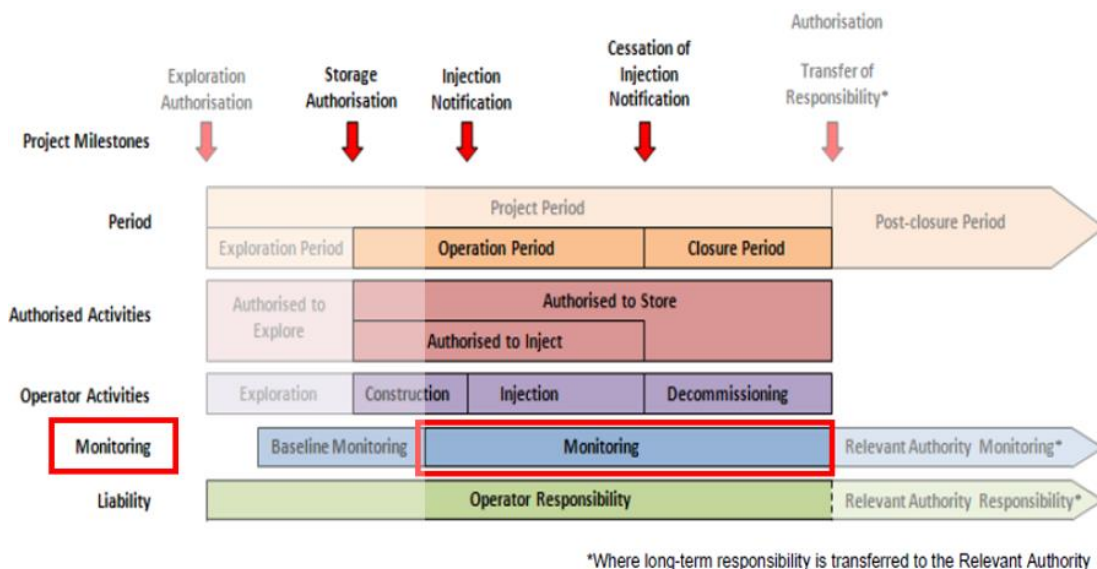 Authorisation
Exploration
Authorisation
Storage
Authorisation
Injection
Notification
Cessation of
Injection
Notification
Transfer of
Responsibility*
Project Milestones
Period
Project Period
Post-closure Period
Exploration Period
Operation Period
Closure Period
Authorised Activities
Authorised to
Explore
Authorised to Store
Authorised to Inject
Operator Activities
Exploration
Construction
Injection
Decommissioning
Monitoring
Baseline Monitoring
Monitoring
Relevant Authority Monitoring*
Liability
Operator Responsibility
Relevant Authority Responsibility*
*Where long-term responsibility is transferred to the Relevant Authority